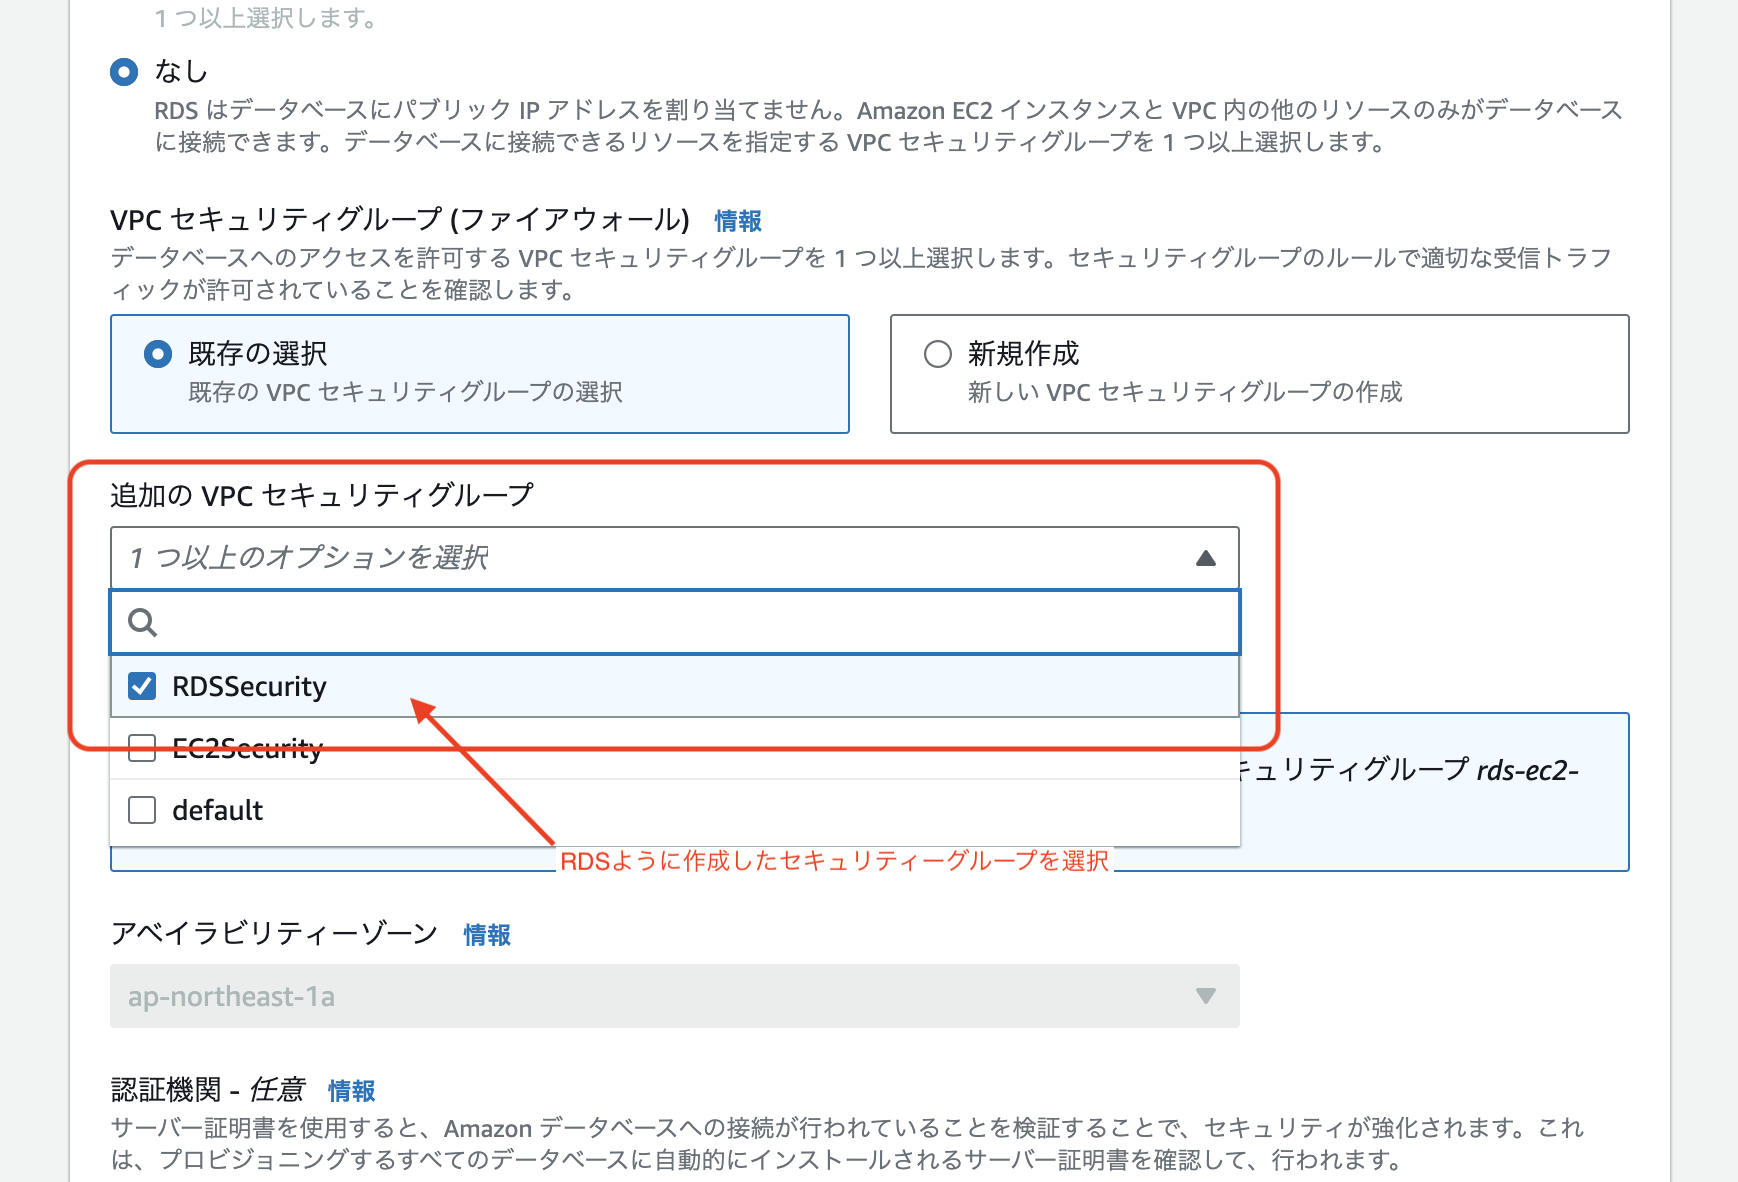 1 つ以上選択します。
なし
RDS はデータベースにパブリック IP アドレスを割り当てません。Amazon EC2 インスタンスと VPC 内の他のリソースのみがデータベース
に接続できます。データベースに接続できるリソースを指定する VPC セキュリティグループを 1 つ以上選択します。
VPC セキュリティグループ (ファイアウォール) 情報
データベースへのアクセスを許可する VPC セキュリティグループを 1 つ以上選択します。セキュリティグループのルールで適切な受信トラフ
ィックが許可されていることを確認します。
既存の選択
既存の VPC セキュリティグループの選択
新規作成
新しい VPC セキュリティグループの作成
追加の VPC セキュリティグループ
1 つ以上のオプションを選択
RDSSecurity
EC2Security
キュリティグループ rds-ec2-
default
RDSように作成したセキュリティーグループを選択
アベイラビリティーゾーン 情報
ap-northeast-1a
認証機関 - 任意 情報
サーバー証明書を使用すると、Amazon データベースへの接続が行われていることを検証することで、セキュリティが強化されます。これ
は、プロビジョニングするすべてのデータベースに自動的にインストールされるサーバー証明書を確認して、行われます。